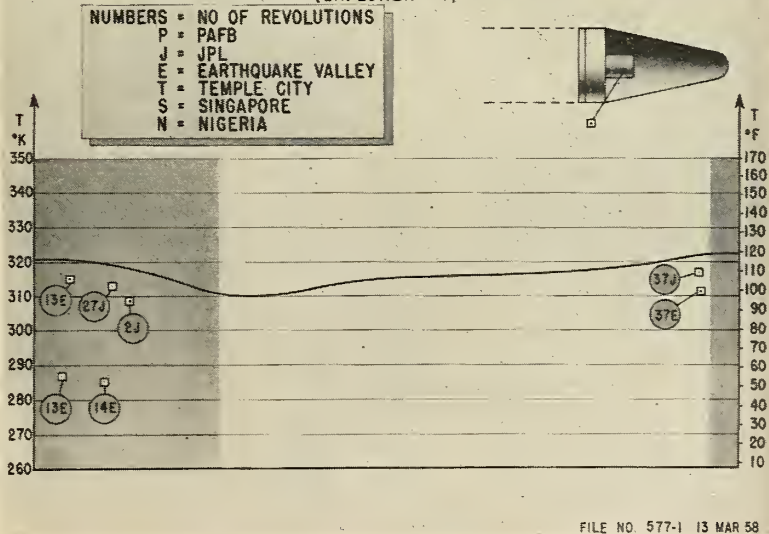 NUMBERS = NO OF REVOLUTIONS
P = PAFB
J = JPL
E = EARTHQUAKE VALLEY
T = TEMPLE CITY
S = SINGAPORE
N = NIGERIA
T
°K
350
340
330
320
310
300
290
280
270
260
T
°F
170
160
150
140
130
120
110
100
90
80
70
60
50
40
30
20
10
13E
27J
2J
13E
14E
37J
37E
FILE NO. 577-1 13 MAR 58